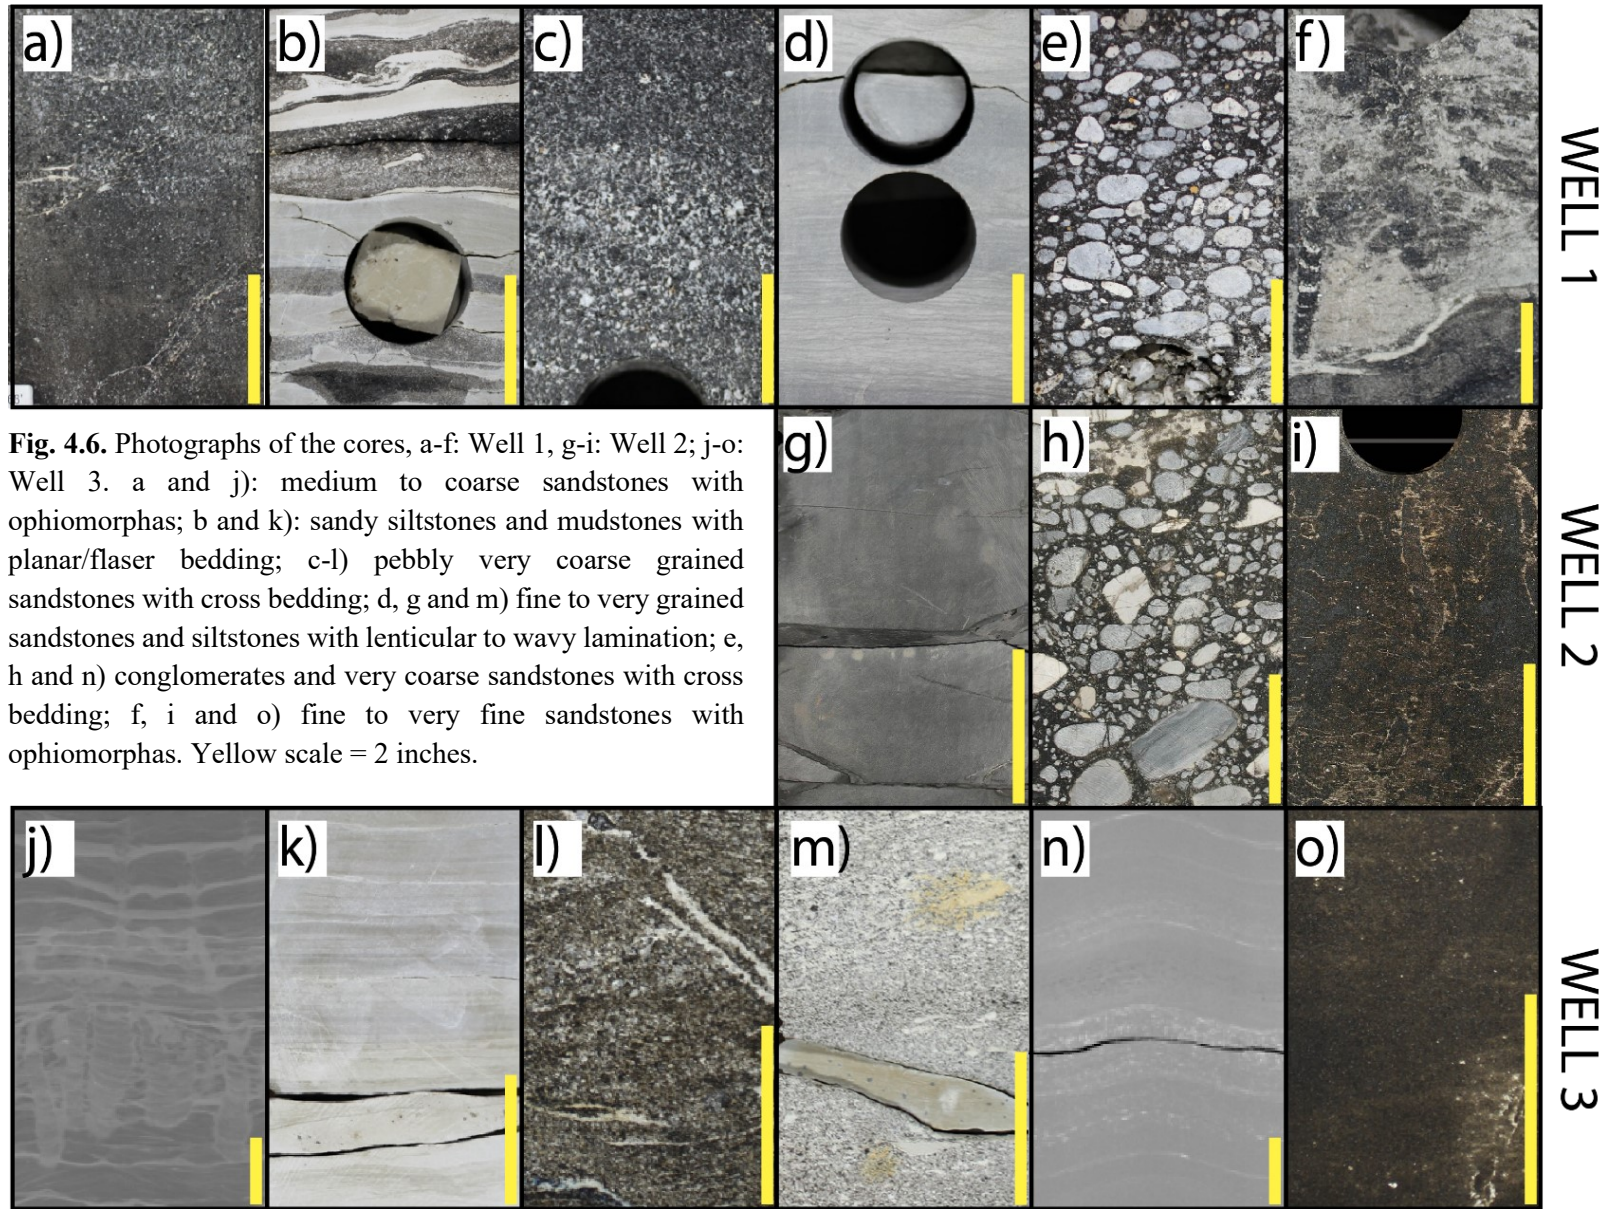 a)
b)
c)
d)
e)
f)
WELL 1
Fig. 4.6. Photographs of the cores, a-f: Well 1, g-i: Well 2; j-o:
Well 3. a and j): medium to coarse sandstones with
ophiomorphas; b and k): sandy siltstones and mudstones with
planar/flaser bedding; c-l) pebbly very coarse grained
sandstones with cross bedding; d, g and m) fine to very grained
sandstones and siltstones with lenticular to wavy lamination; e,
h and n) conglomerates and very coarse sandstones with cross
bedding; f, i and o) fine to very fine sandstones with
ophiomorphas. Yellow scale = 2 inches.
g)
h)
i)
WELL 2
j)
k)
l)
m)
n)
o)
WELL 3